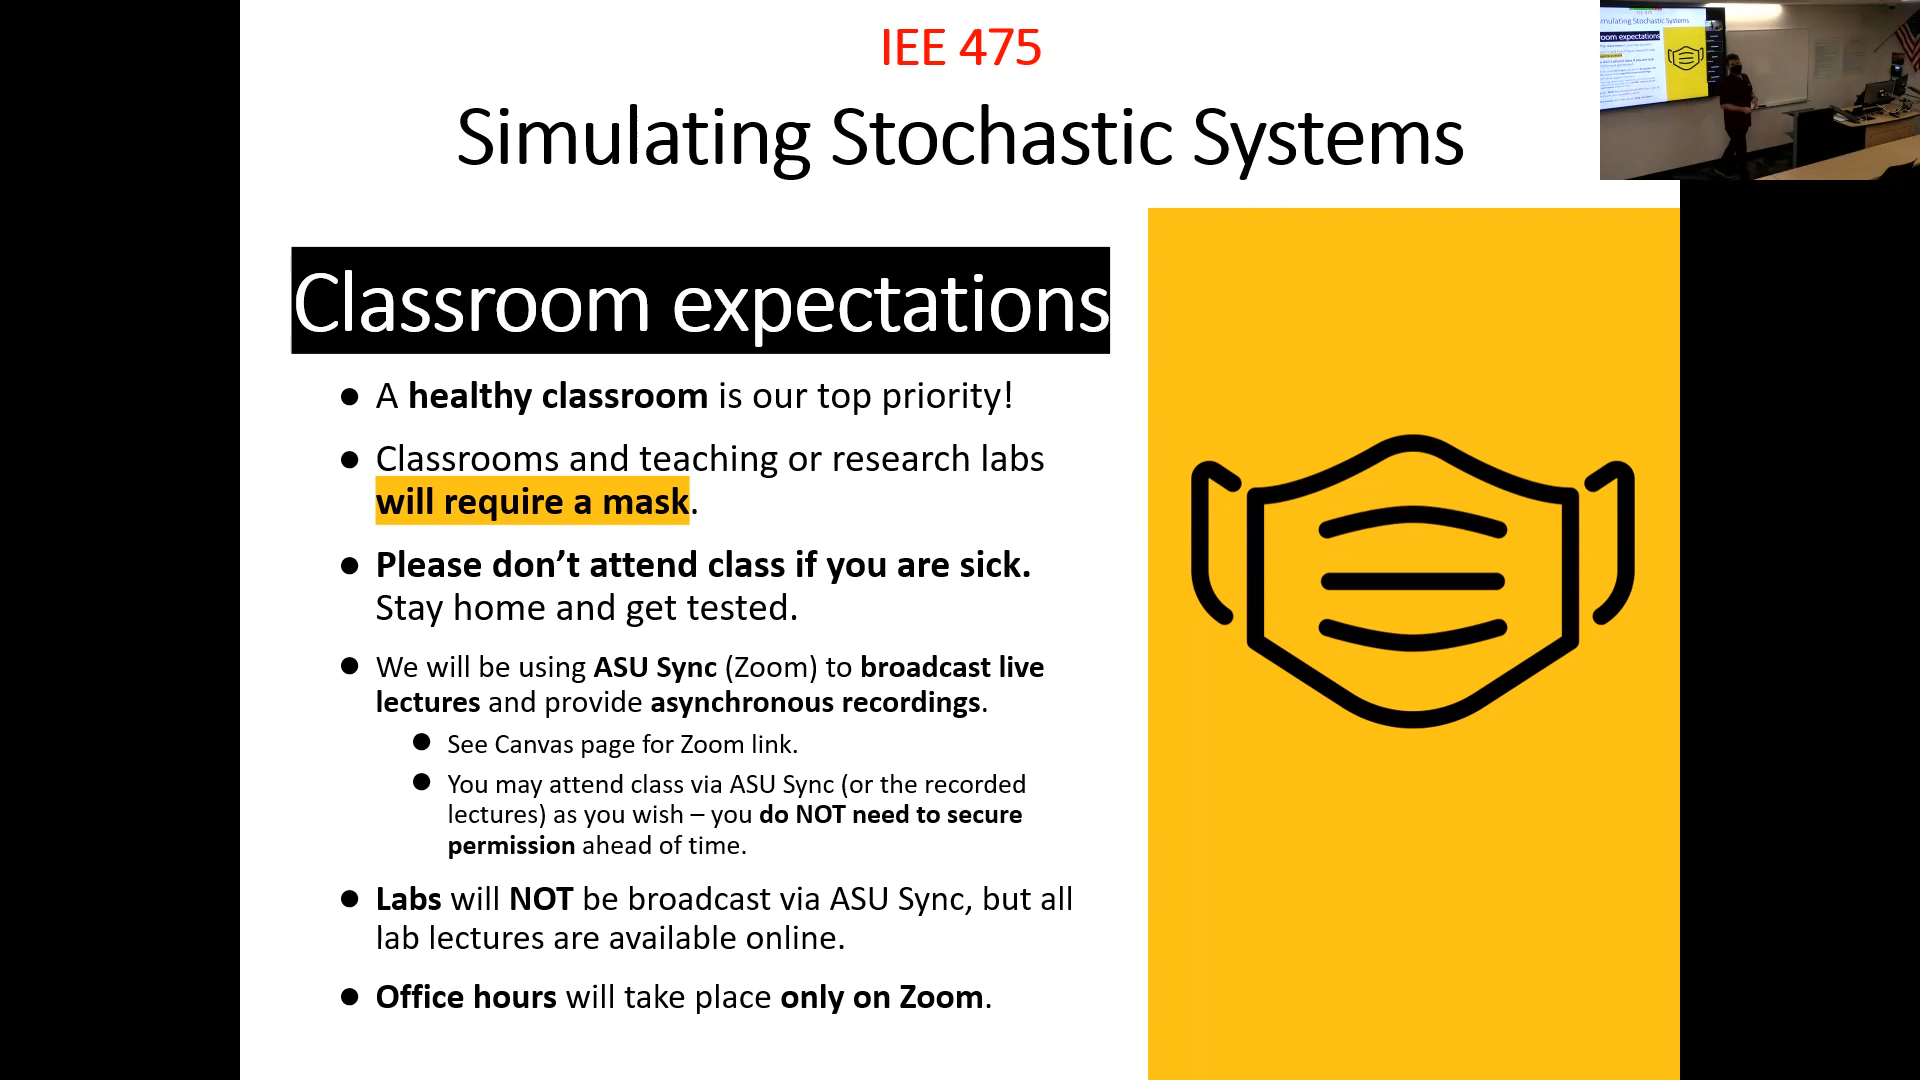 IEE 475
Simulating Stochastic Systems
Classroom expectations
● A healthy classroom is our top priority!
● Classrooms and teaching or research labs
will require a mask.
● Please don’t attend class if you are sick.
Stay home and get tested.
● We will be using ASU Sync (Zoom) to broadcast live
lectures and provide asynchronous recordings.
● See Canvas page for Zoom link.
● You may attend class via ASU Sync (or the recorded
lectures) as you wish – you do NOT need to secure
permission ahead of time.
● Labs will NOT be broadcast via ASU Sync, but all
lab lectures are available online.
● Office hours will take place only on Zoom.
mulating Stochastic Systems
oom expectations